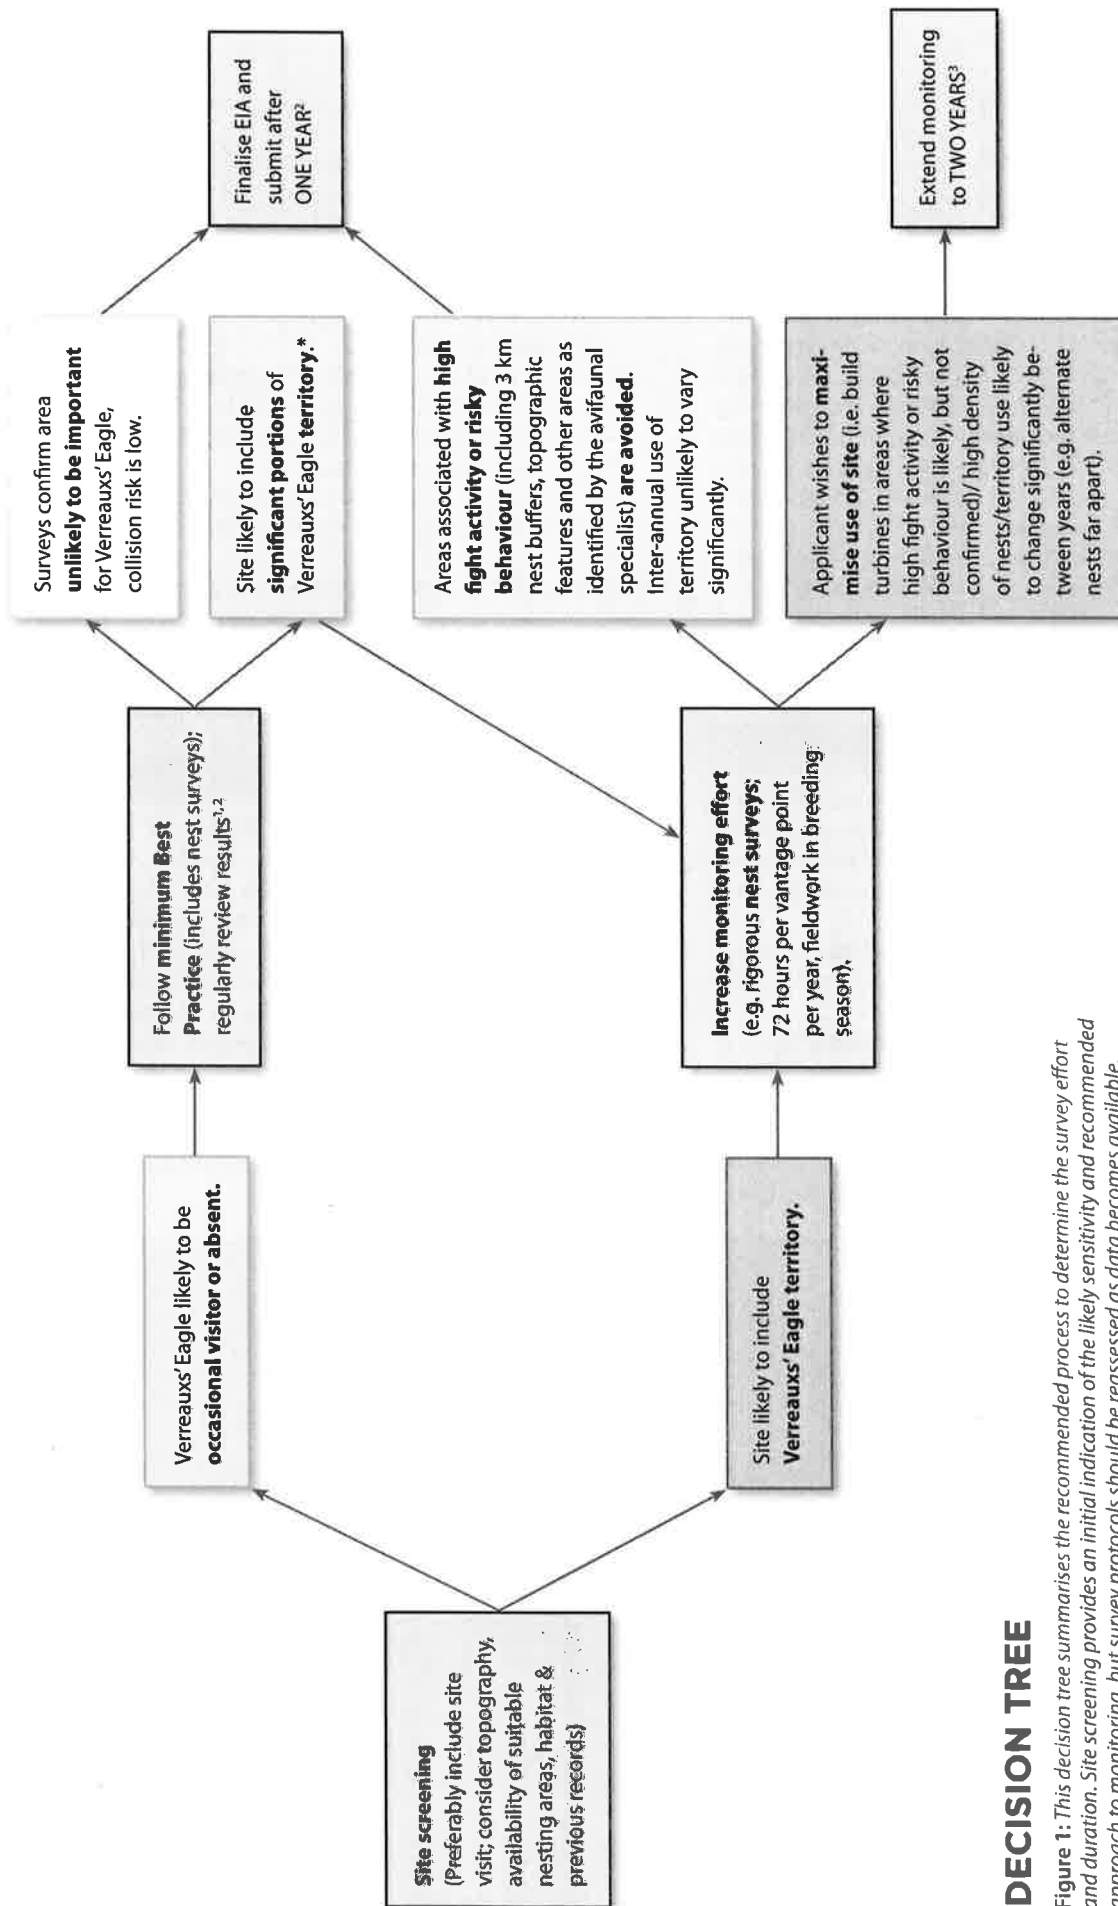 Site screening
(Preferably include site
visit; consider topography,
availability of suitable
nesting areas, habitat &
previous records)
Verreauxs' Eagle likely to be
occasional visitor or absent.
Site likely to include
Verreauxs' Eagle territory.
Follow minimum Best
Practice (includes nest surveys);
regularly review results¹,²
Increase monitoring effort
(e.g. rigorous nest surveys;
72 hours per vantage point
per year, fieldwork in breeding
season).
Surveys confirm area
unlikely to be important
for Verreauxs' Eagle,
collision risk is low.
Site likely to include
significant portions of
Verreauxs' Eagle territory.*
Areas associated with high
fight activity or risky
behaviour (including 3 km
nest buffers, topographic
features and other areas as
identified by the avifaunal
specialist) are avoided.
Inter-annual use of
territory unlikely to vary
significantly.
Applicant wishes to maxi-
mise use of site (i.e. build
turbines in areas where
high fight activity or risky
behaviour is likely, but not
confirmed)/ high density
of nests/territory use likely
to change significantly be-
tween years (e.g. alternate
nests far apart).
Finalise EIA and
submit after
ONE YEAR²
Extend monitoring
to TWO YEARS³
DECISION TREE
Figure 1: This decision tree summarises the recommended process to determine the survey effort
and duration. Site screening provides an initial indication of the likely sensitivity and recommended
approach to monitoring, but survey protocols should be reassessed as data becomes available.